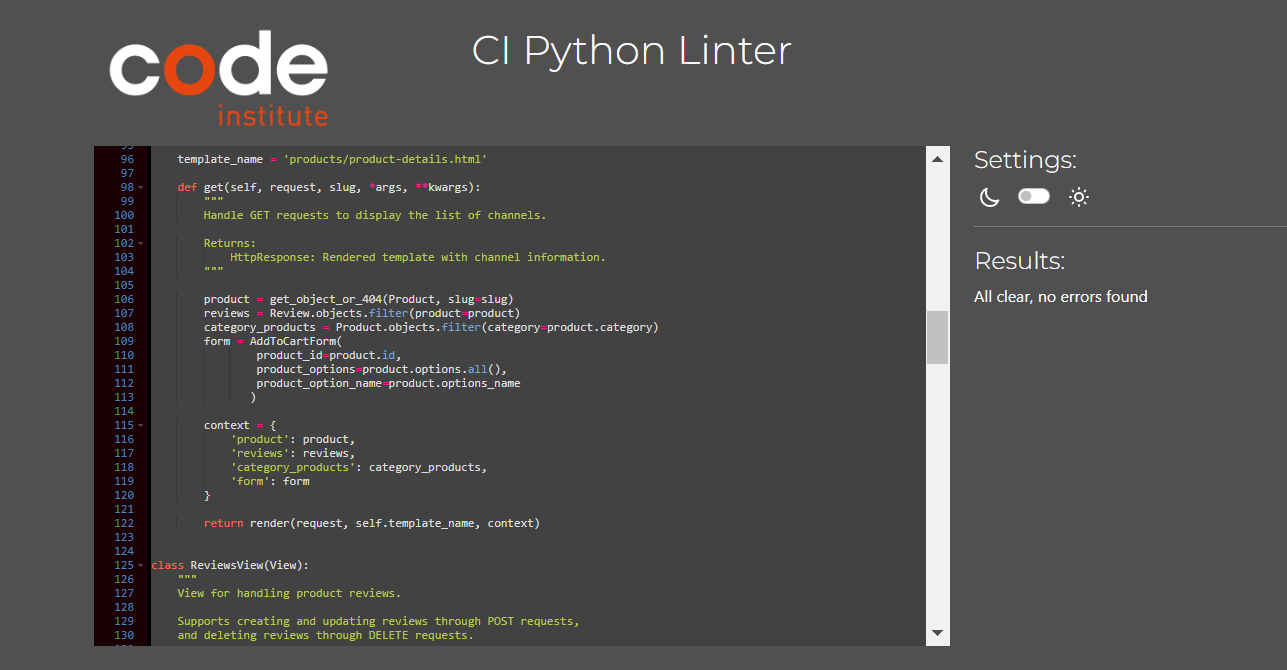 code
institute
CI Python Linter
96     template_name = 'products/product-details.html'
97
98     def get(self, request, slug, *args, **kwargs):
99         """
100         Handle GET requests to display the list of channels.
101
102         Returns:
103             HttpResponse: Rendered template with channel information.
104         """
105
106         product = get_object_or_404(Product, slug=slug)
107         reviews = Review.objects.filter(product=product)
108         category_products = Product.objects.filter(category=product.category)
109         form = AddToCartForm(
110                 product_id=product.id,
111                 product_options=product.options.all(),
112                 product_option_name=product.options_name
113                )
114
115         context = {
116             'product': product,
117             'reviews': reviews,
118             'category_products': category_products,
119             'form': form
120         }
121
122         return render(request, self.template_name, context)
123
124
125 class ReviewsView(View):
126     """
127     View for handling product reviews.
128
129     Supports creating and updating reviews through POST requests,
130     and deleting reviews through DELETE requests.
Settings:
Results:
All clear, no errors found